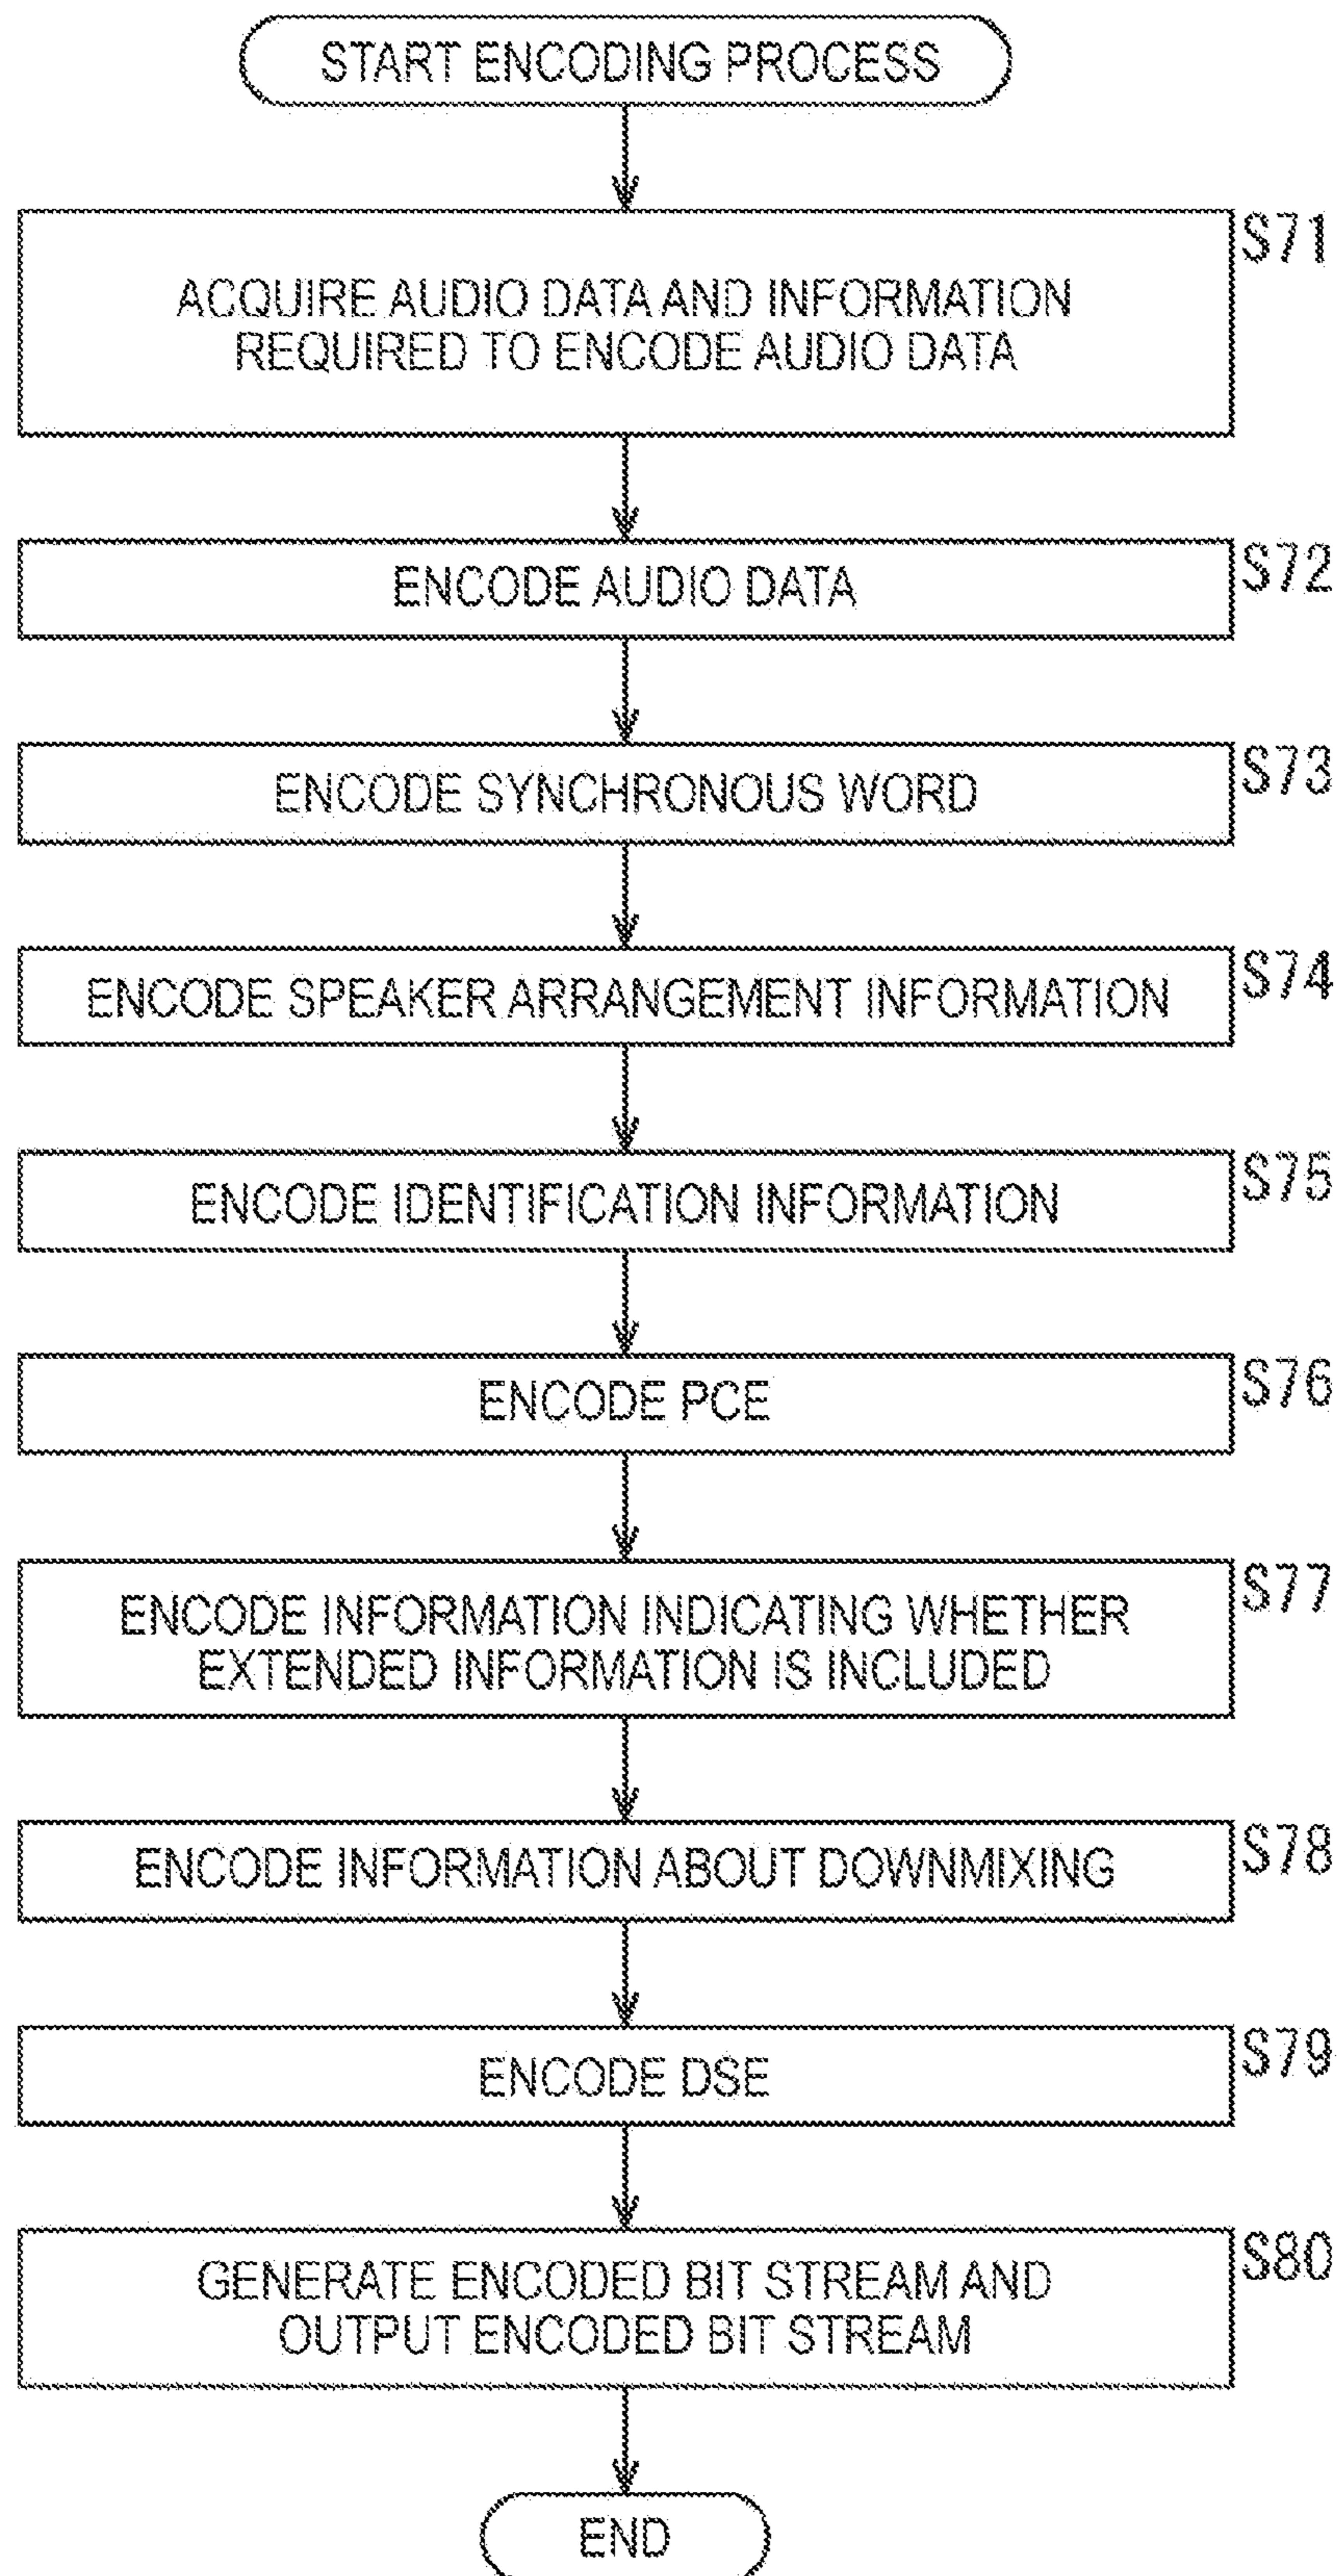 START ENCODING PROCESS
S71
ACQUIRE AUDIO DATA AND INFORMATION
REQUIRED TO ENCODE AUDIO DATA
S72
ENCODE AUDIO DATA
S73
ENCODE SYNCHRONOUS WORD
S74
ENCODE SPEAKER ARRANGEMENT INFORMATION
S75
ENCODE IDENTIFICATION INFORMATION
S76
ENCODE PCE
S77
ENCODE INFORMATION INDICATING WHETHER
EXTENDED INFORMATION IS INCLUDED
S78
ENCODE INFORMATION ABOUT DOWNMIXING
S79
ENCODE DSE
S80
GENERATE ENCODED BIT STREAM AND
OUTPUT ENCODED BIT STREAM
END